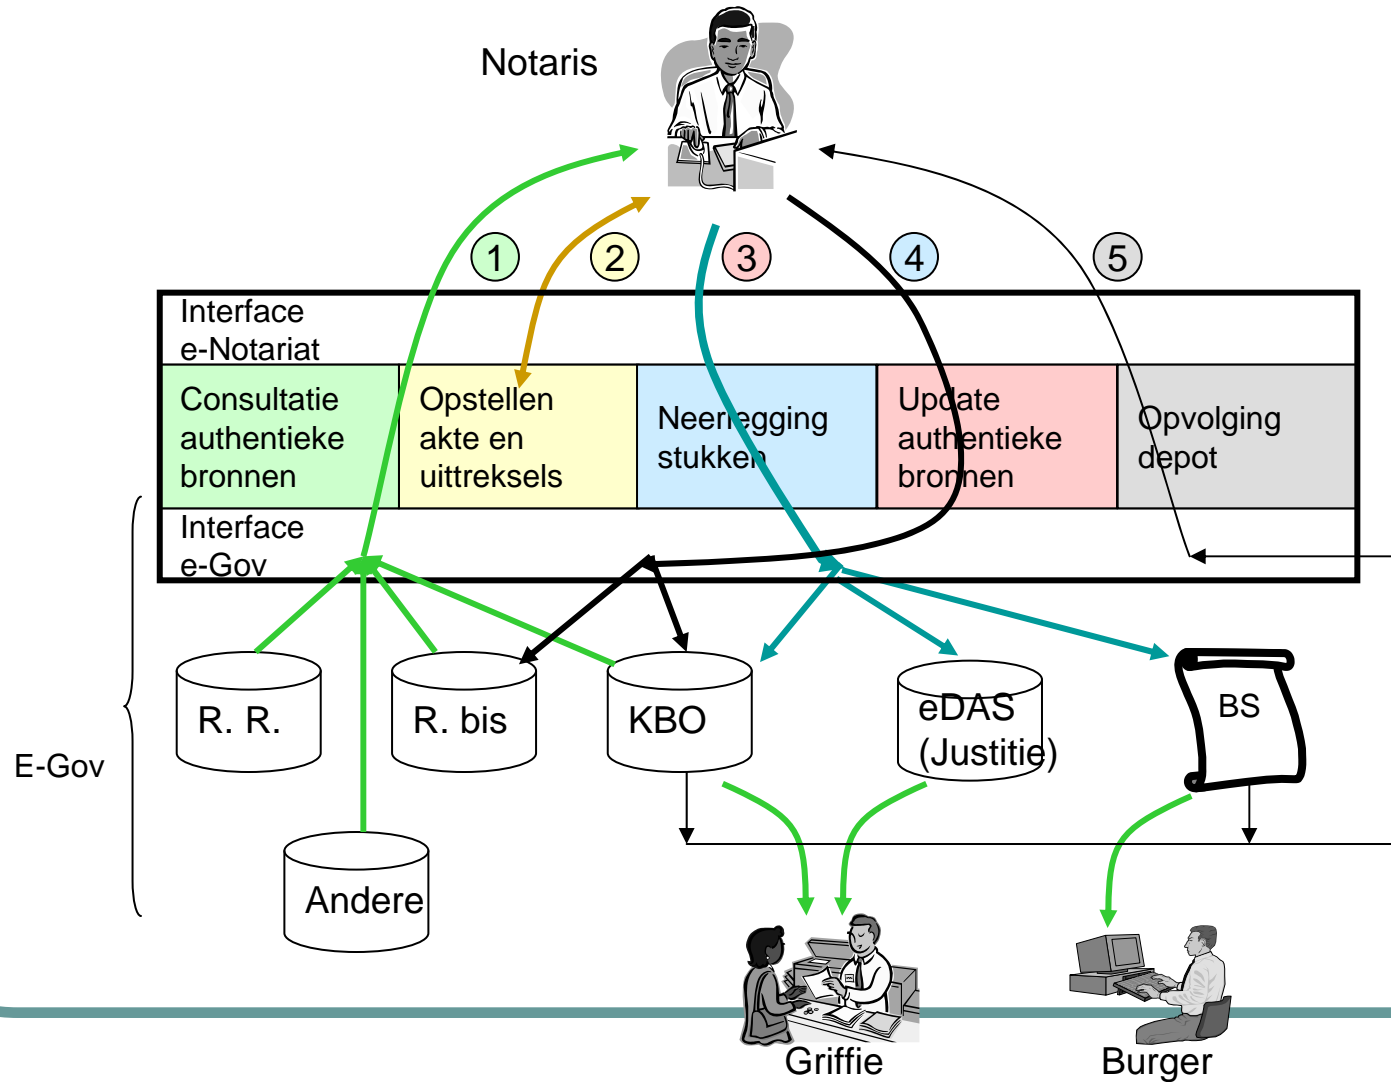 Notaris
1
2
3
4
5
Interface
e-Notariat
Consultatie
authentieke
bronnen
Opstellen
akte en
uittreksels
Neerlegging
stukken
Update
authentieke
bronnen
Opvolging
depot
Interface
e-Gov
E-Gov
R. R.
R. bis
KBO
eDAS
(Justitie)
BS
Andere
Griffie
Burger